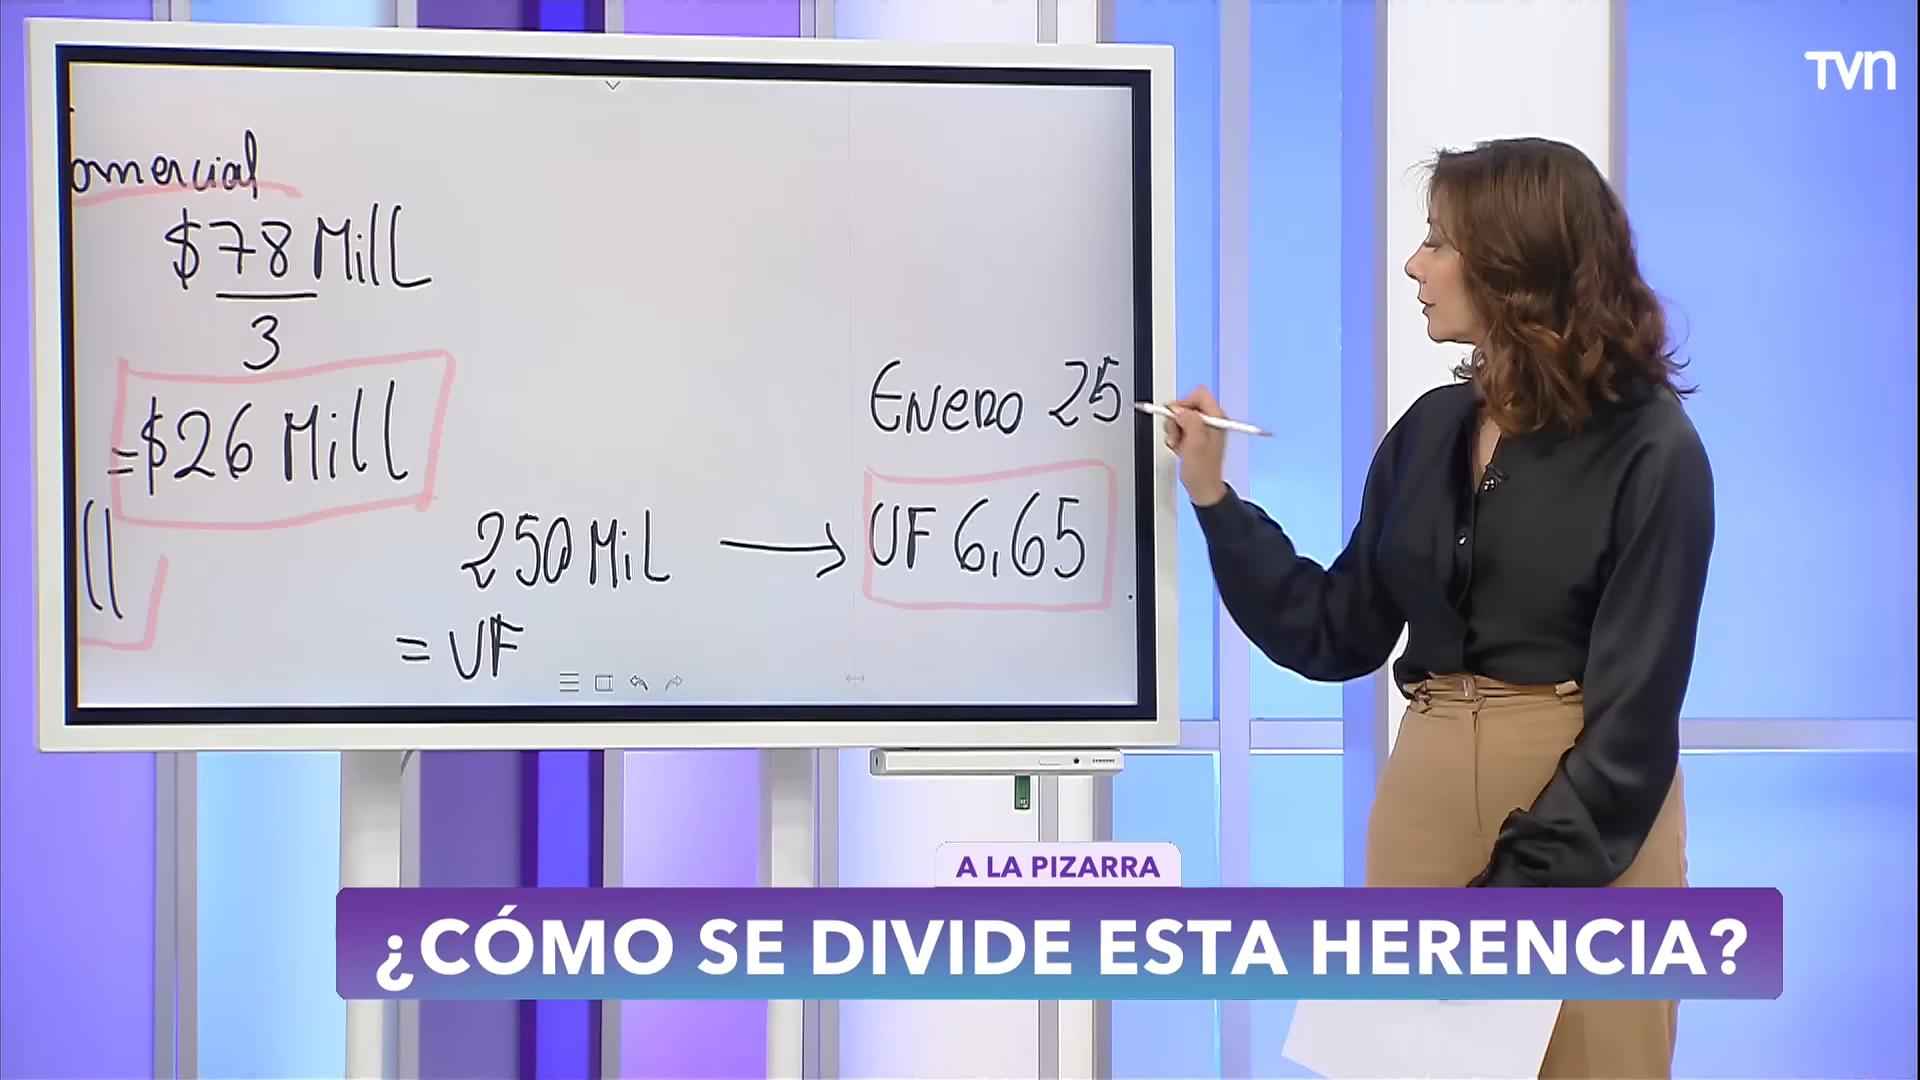 TVN
omercial
$78 Mill
3
=$26 Mill
Enero 25
250 Mil → UF 6,65
= UF
A LA PIZARRA
¿CÓMO SE DIVIDE ESTA HERENCIA?